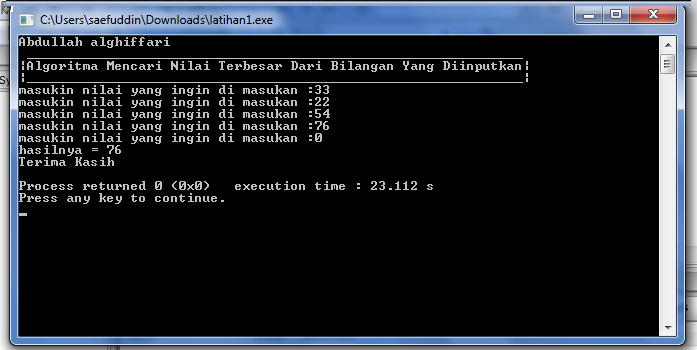 C:\Users\saefuddin\Downloads\latihan1.exe
Abdullah alghiffari
¦Algoritma Mencari Nilai Terbesar Dari Bilangan Yang Diinputkan¦
masukin nilai yang ingin di masukan :33
masukin nilai yang ingin di masukan :22
masukin nilai yang ingin di masukan :54
masukin nilai yang ingin di masukan :76
masukin nilai yang ingin di masukan :0
hasilnya = 76
Terima Kasih
Process returned 0 (0x0)   execution time : 23.112 s
Press any key to continue.